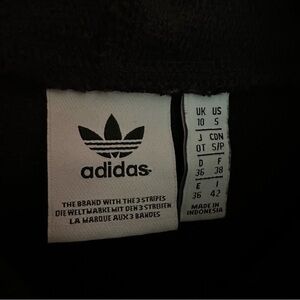 adidas
THE BRAND WITH THE 3 STRIPES
DIE WELTMARKE MIT DEN 3 STREIFEN
LA MARQUE AUX 3 BANDES
UK US
10 S
J CDN
OT S/P
D F
36 38
E I
36 42
MADE IN
INDONESIA